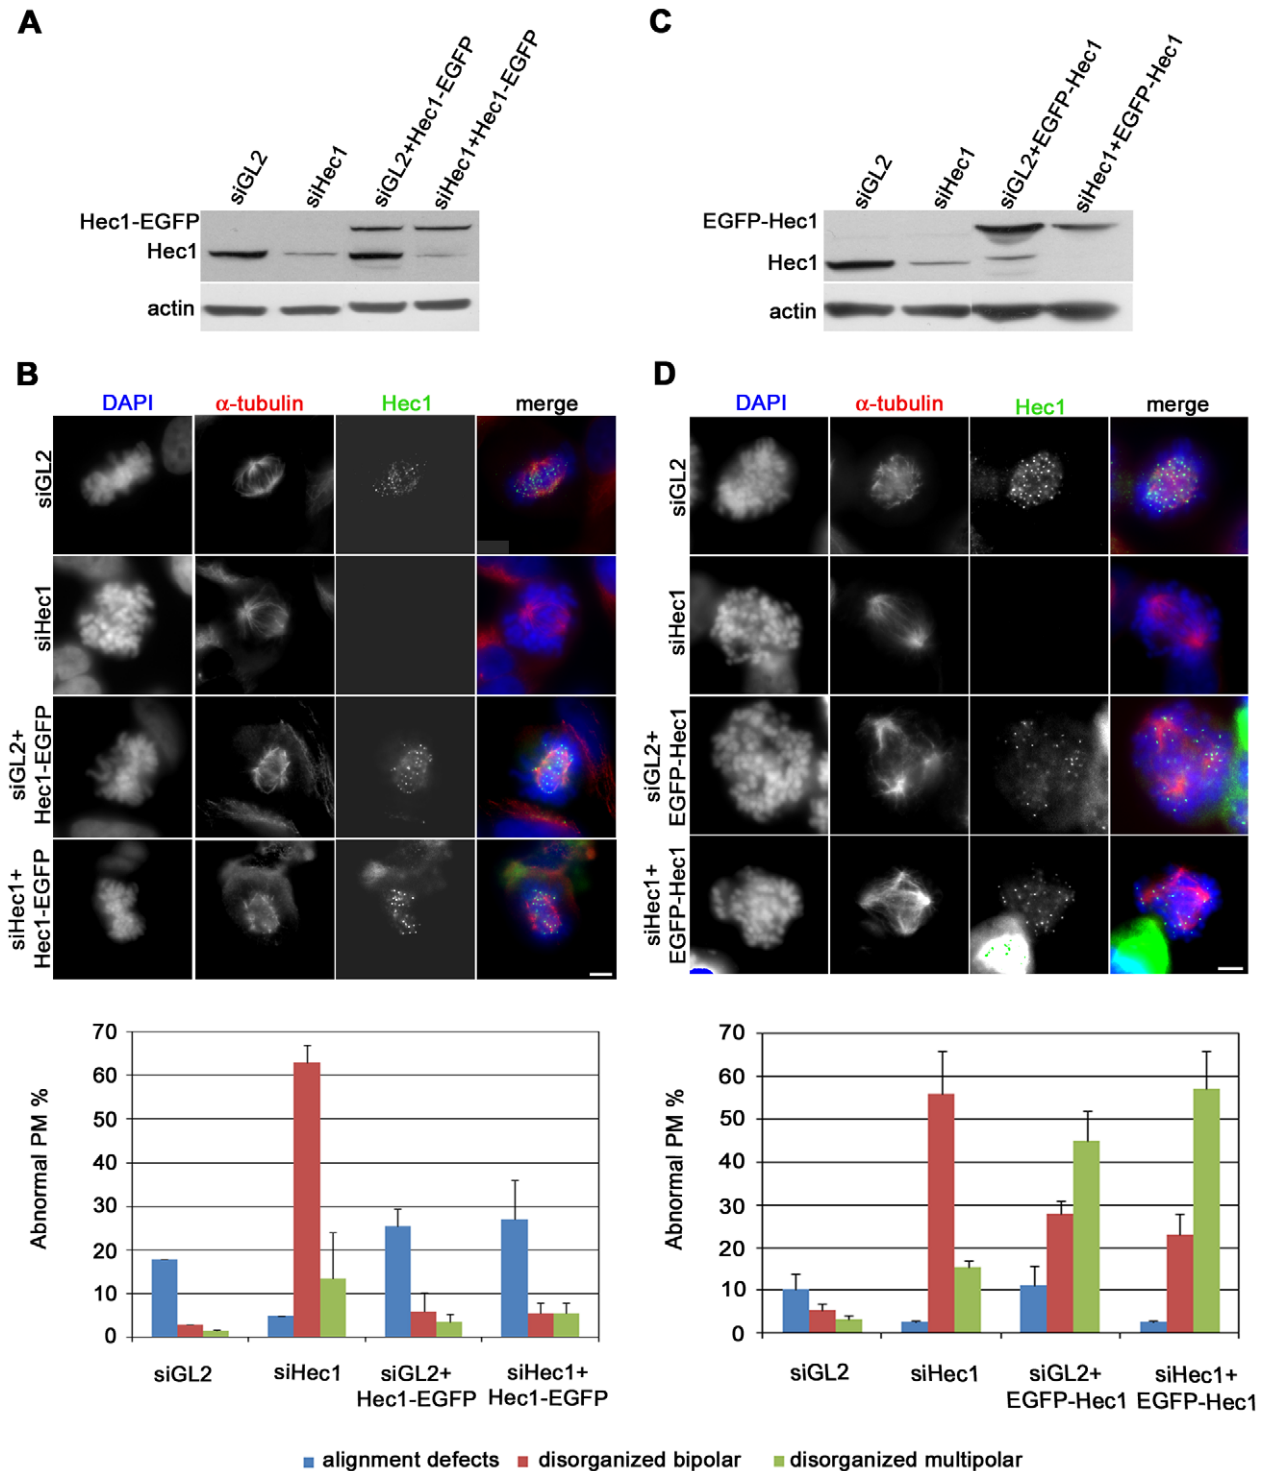 A
siGL2
siHec1
siGL2+Hec1-EGFP
siHec1+Hec1-EGFP
Hec1-EGFP
Hec1
actin
C
siGL2
siHec1
siGL2+EGFP-Hec1
siHec1+EGFP-Hec1
EGFP-Hec1
Hec1
actin
B
DAPI
α-tubulin
Hec1
merge
siGL2
siHec1
siGL2+
Hec1-EGFP
siHec1+
Hec1-EGFP
D
DAPI
α-tubulin
Hec1
merge
siGL2
siHec1
siGL2+
EGFP-Hec1
siHec1+
EGFP-Hec1
Abnormal PM %
70
60
50
40
30
20
10
0
siGL2
siHec1
siGL2+
Hec1-EGFP
siHec1+
Hec1-EGFP
Abnormal PM %
70
60
50
40
30
20
10
0
siGL2
siHec1
siGL2+
EGFP-Hec1
siHec1+
EGFP-Hec1
alignment defects
disorganized bipolar
disorganized multipolar